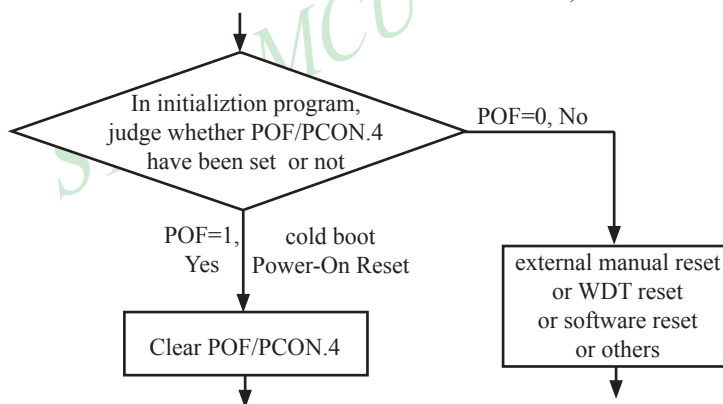 In initializtion program,
judge whether POF/PCON.4
have been set or not
POF=0, No
POF=1,
Yes
cold boot
Power-On Reset
external manual reset
or WDT reset
or software reset
or others
Clear POF/PCON.4
MCU